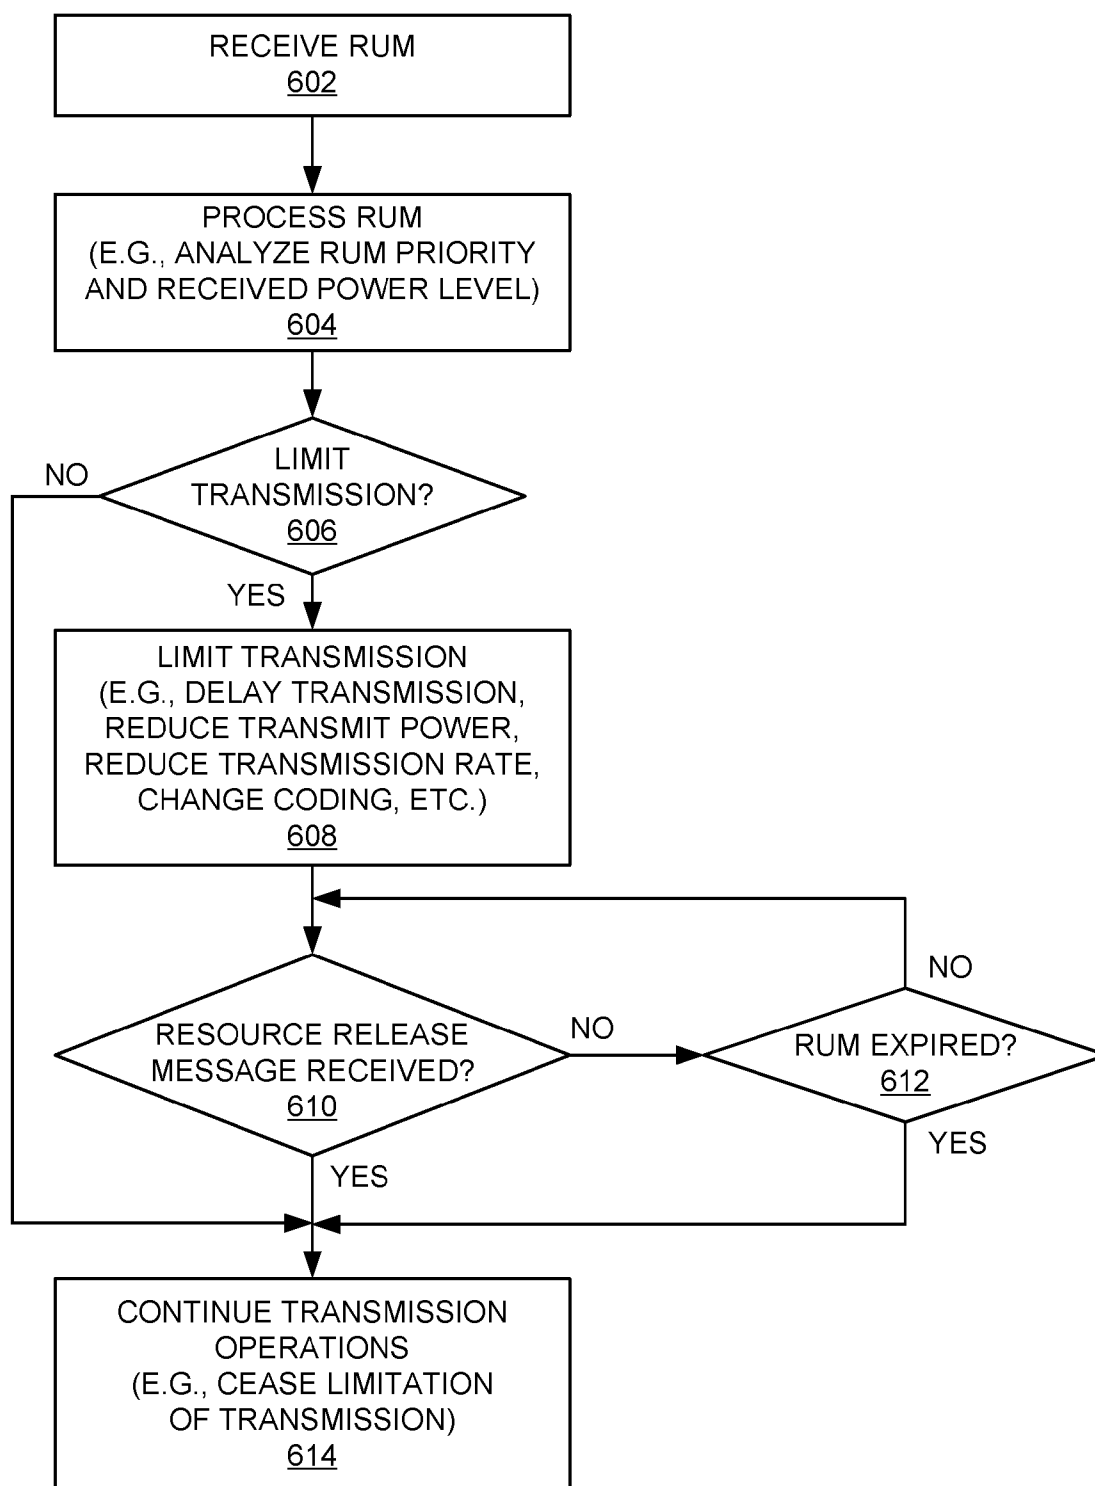 RECEIVE RUM
602
PROCESS RUM
(E.G., ANALYZE RUM PRIORITY
AND RECEIVED POWER LEVEL)
604
LIMIT
TRANSMISSION?
606
NO
YES
LIMIT TRANSMISSION
(E.G., DELAY TRANSMISSION,
REDUCE TRANSMIT POWER,
REDUCE TRANSMISSION RATE,
CHANGE CODING, ETC.)
608
RESOURCE RELEASE
MESSAGE RECEIVED?
610
NO
YES
RUM EXPIRED?
612
NO
YES
CONTINUE TRANSMISSION
OPERATIONS
(E.G., CEASE LIMITATION
OF TRANSMISSION)
614